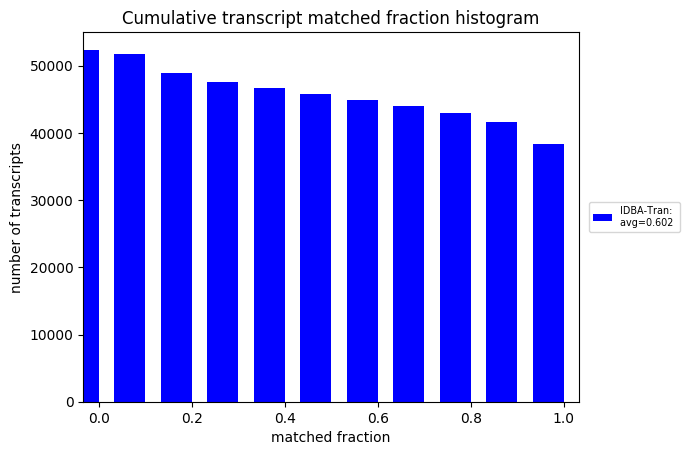 Cumulative transcript matched fraction histogram
number of transcripts
50000
40000
30000
20000
10000
0
0.0 0.2 0.4 0.6 0.8 1.0
matched fraction
IDBA-Tran:
avg=0.602